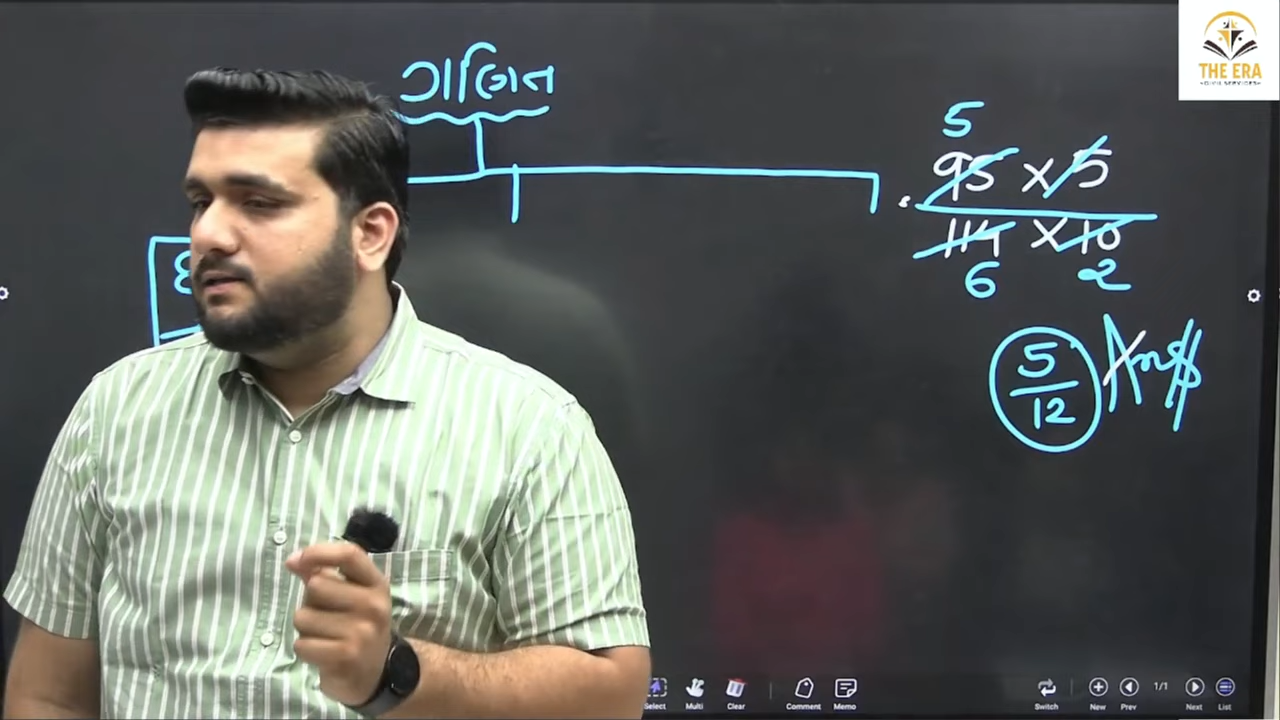 ગણિત
THE ERA
5
95 × 5
114 × 10
6 2
5
12
Ans
Select Multi Clear Comment Memo Switch New Prev 1/1 Next List